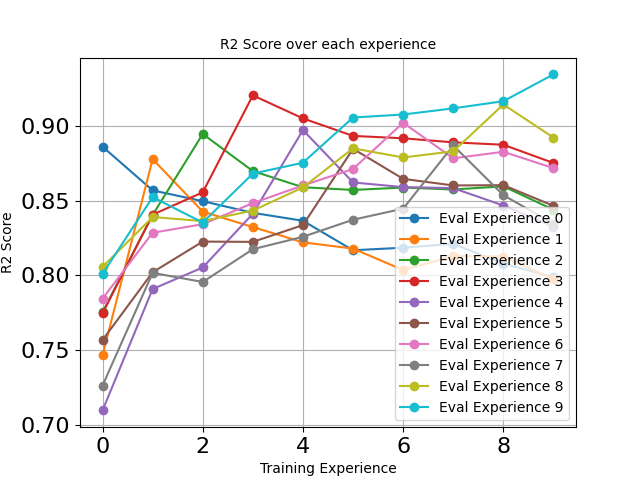 R2 Score over each experience
R2 Score
0.90
0.85
0.80
0.75
0.70
0
2
4
6
8
Training Experience
Eval Experience 0
Eval Experience 1
Eval Experience 2
Eval Experience 3
Eval Experience 4
Eval Experience 5
Eval Experience 6
Eval Experience 7
Eval Experience 8
Eval Experience 9